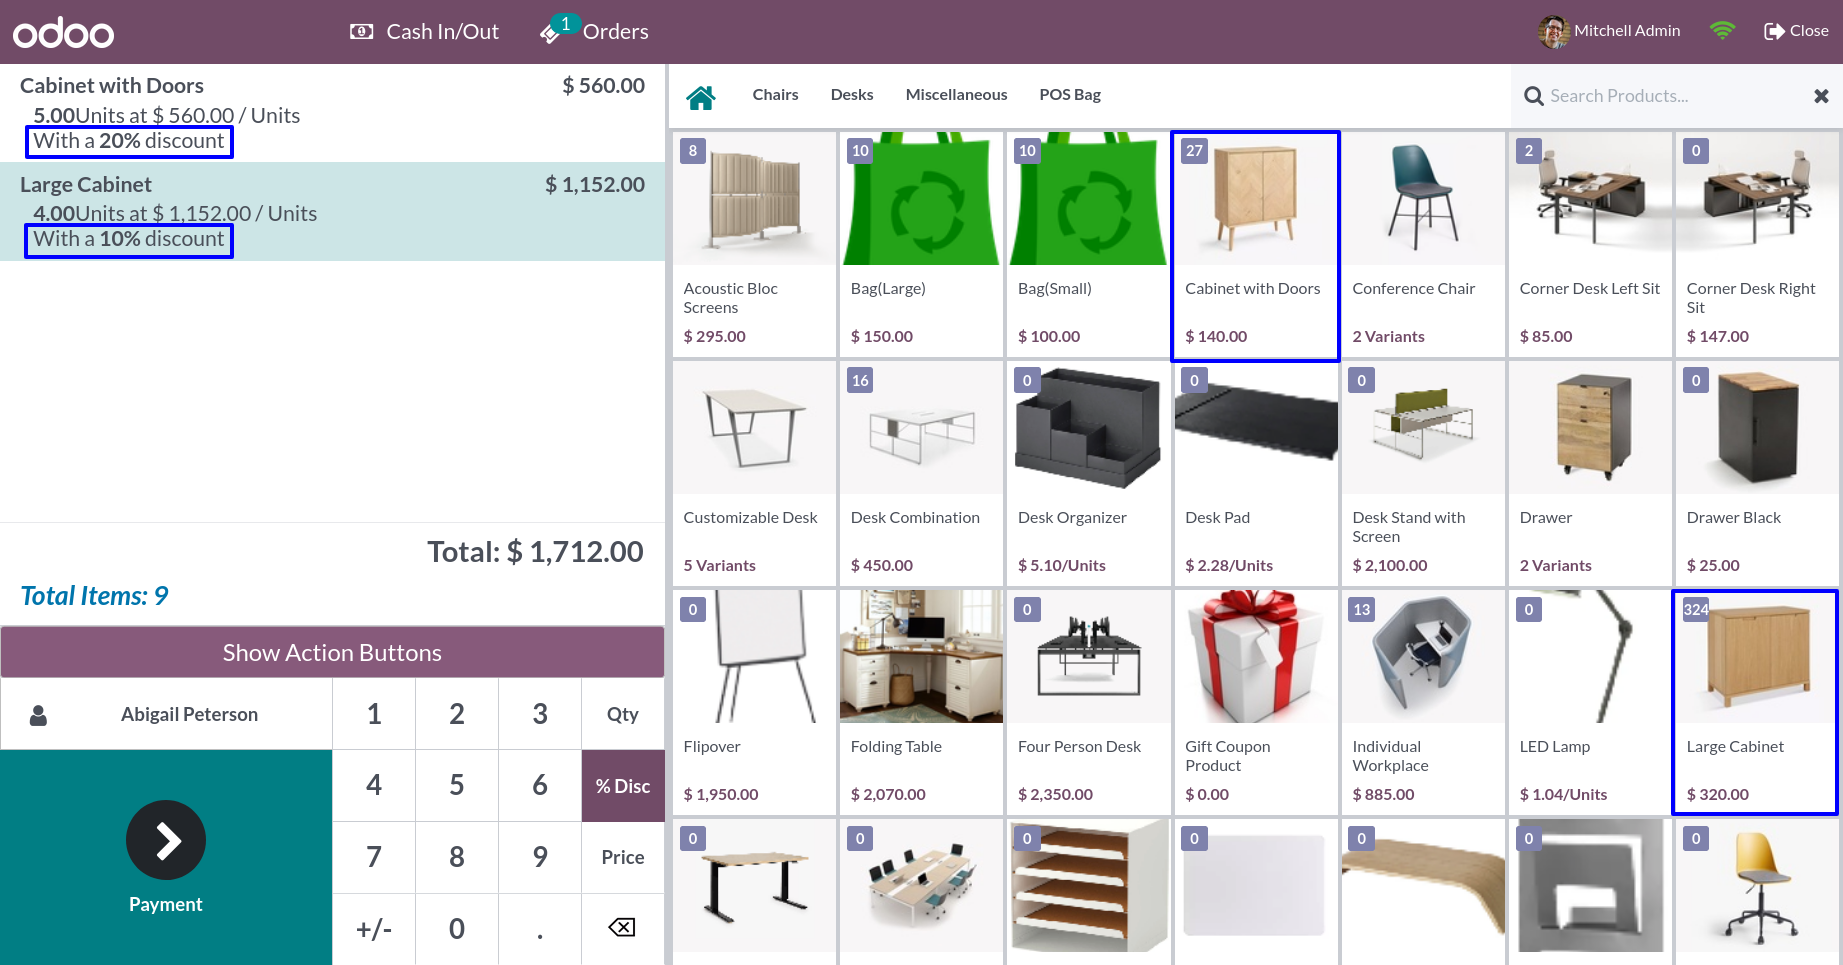 odoo
Cash In/Out
1
Orders
Mitchell Admin
Close
Cabinet with Doors $ 560.00
5.00Units at $ 560.00 / Units
With a 20% discount
Large Cabinet $ 1,152.00
4.00Units at $ 1,152.00 / Units
With a 10% discount
Total: $ 1,712.00
Total Items: 9
Show Action Buttons
Abigail Peterson
1 2 3 Qty
4 5 6 % Disc
7 8 9 Price
+/- 0 .
Payment
Chairs Desks Miscellaneous POS Bag
Search Products...
8 10 10 27 2 0
Acoustic Bloc Screens
$ 295.00
Bag(Large)
$ 150.00
Bag(Small)
$ 100.00
Cabinet with Doors
$ 140.00
Conference Chair
2 Variants
Corner Desk Left Sit
$ 85.00
Corner Desk Right Sit
$ 147.00
16 0 0 0 0
Customizable Desk
5 Variants
Desk Combination
$ 450.00
Desk Organizer
$ 5.10/Units
Desk Pad
$ 2.28/Units
Desk Stand with Screen
$ 2,100.00
Drawer
2 Variants
Drawer Black
$ 25.00
0 0 13 0 324
Flipover
$ 1,950.00
Folding Table
$ 2,070.00
Four Person Desk
$ 2,350.00
Gift Coupon Product
$ 0.00
Individual Workplace
$ 885.00
LED Lamp
$ 1.04/Units
Large Cabinet
$ 320.00
0 0 0 0 0 0 0